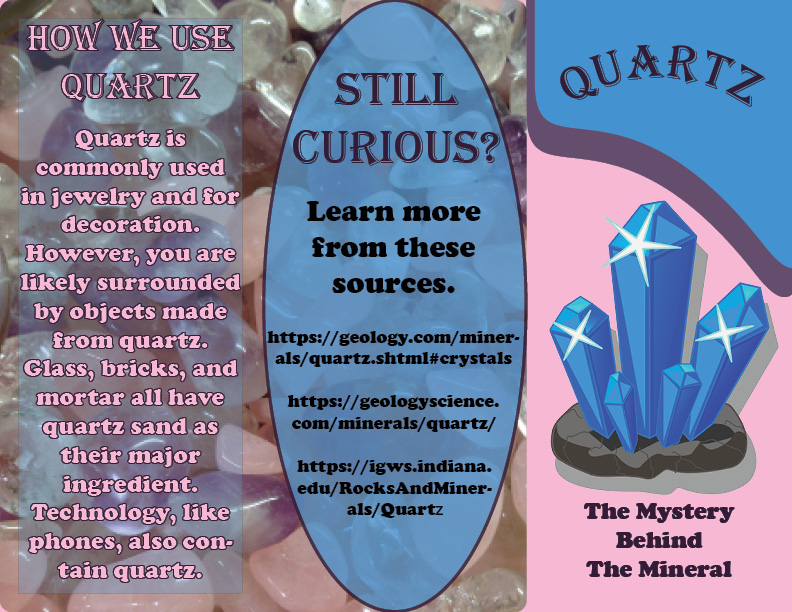 HOW WE USE
QUARTZ
Quartz is
commonly used
in jewelry and for
decoration.
However, you are
likely surrounded
by objects made
from quartz.
Glass, bricks, and
mortar all have
quartz sand as
their major
ingredient.
Technology, like
phones, also con-
tain quartz.
STILL
CURIOUS?
Learn more
from these
sources.
https://geology.com/miner-
als/quartz.shtml#crystals
https://geologyscience.
com/minerals/quartz/
https://igws.indiana.
edu/RocksAndMiner-
als/Quartz
QUARTZ
The Mystery
Behind
The Mineral